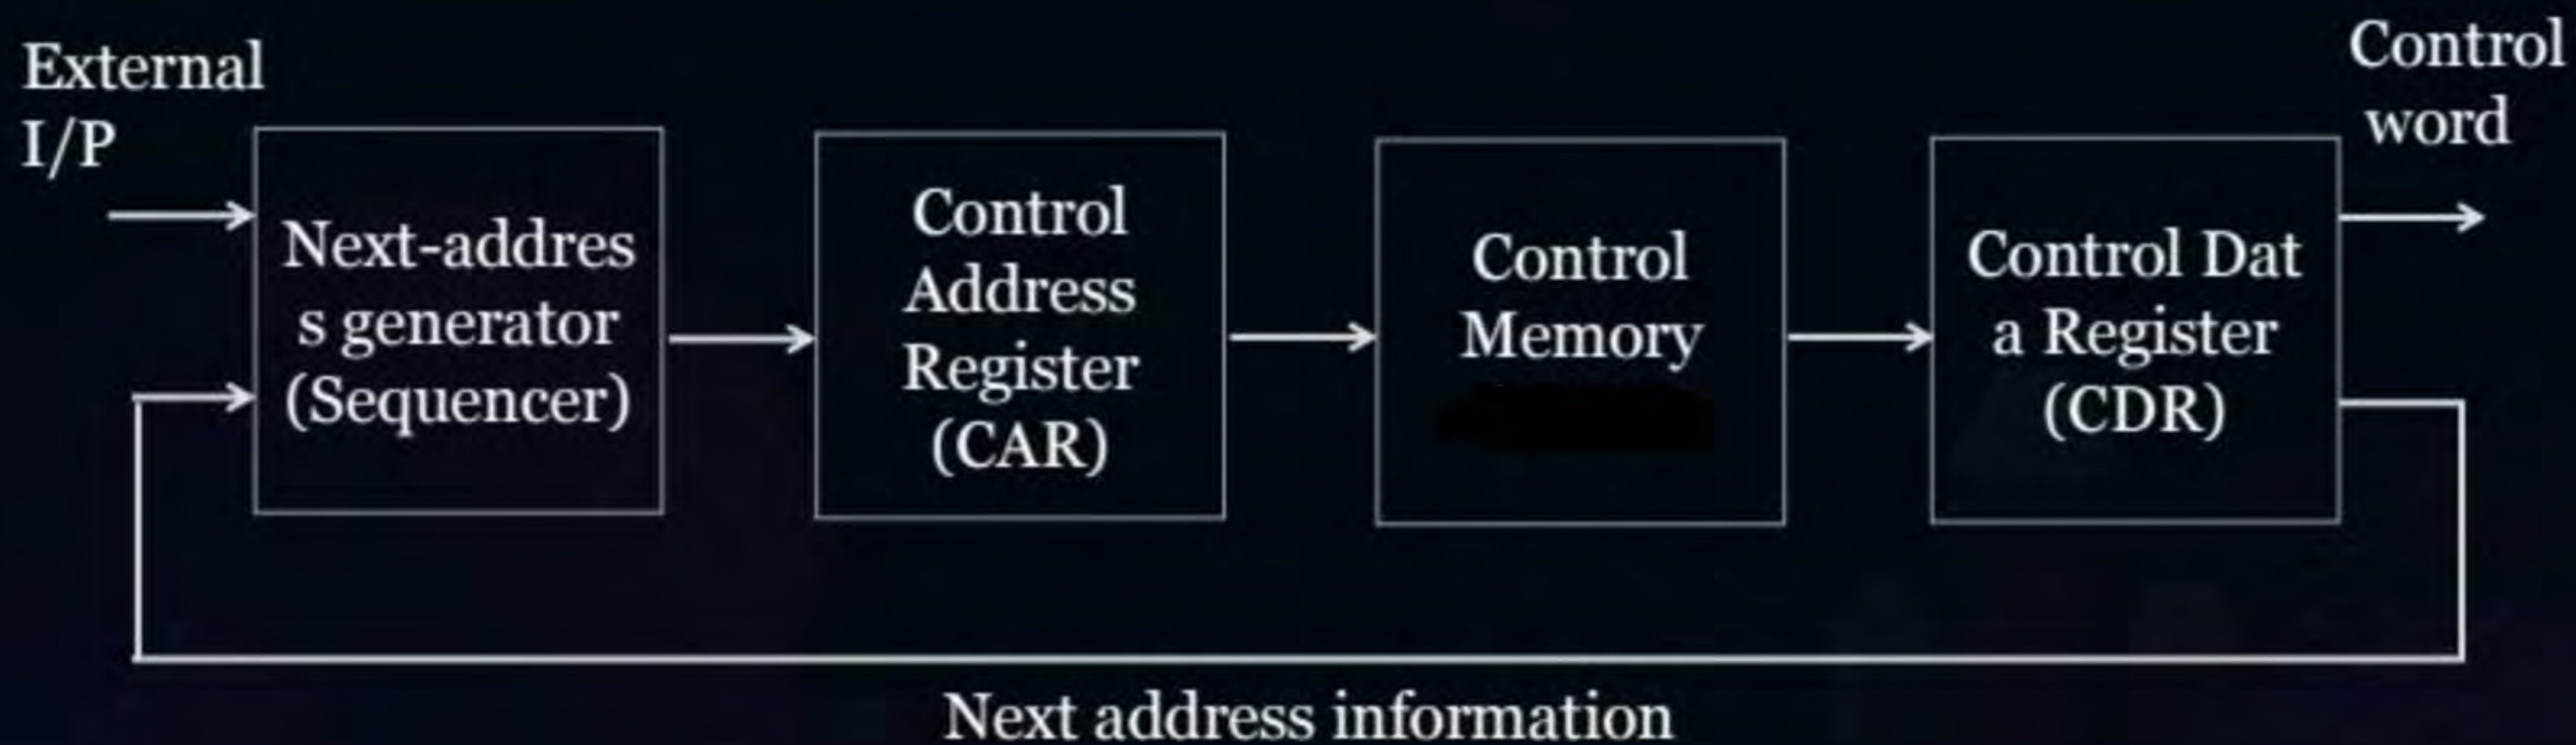 External
I/P
Next-addres
s generator
(Sequencer)
Control
Address
Register
(CAR)
Control
Memory
Control Dat
a Register
(CDR)
Control
word
Next address information